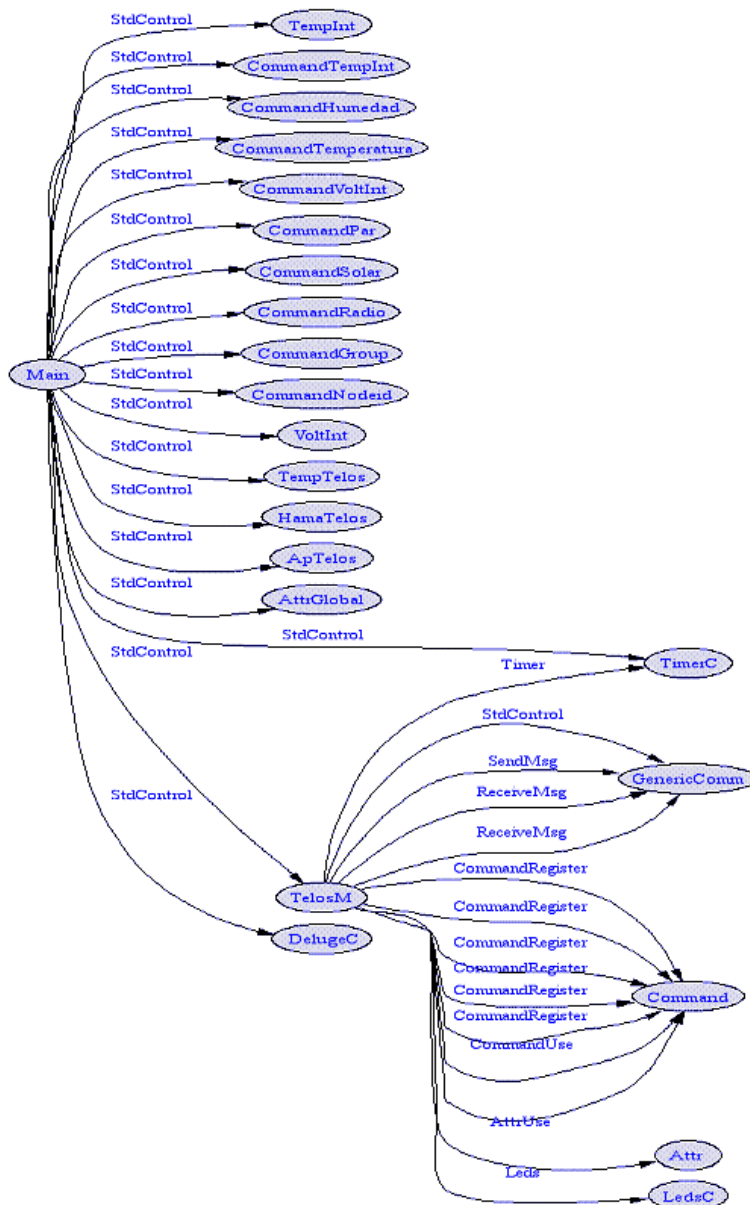 StdControl
TempInt
StdControl
CommandTempInt
StdControl
CommandHumedad
StdControl
CommandTemperatura
StdControl
CommandVoltInt
StdControl
CommandPar
StdControl
CommandSolar
StdControl
CommandRadio
StdControl
CommandGroup
Main
StdControl
CommandNodeid
StdControl
VoltInt
StdControl
TempTelos
StdControl
HamaTelos
StdControl
ApTelos
StdControl
AttrGlobal
StdControl
StdControl
Timer
TimerC
StdControl
SendMsg
GenericComm
ReceiveMsg
StdControl
ReceiveMsg
CommandRegister
TelosM
CommandRegister
DelugeC
CommandRegister
CommandRegister
CommandRegister
Command
CommandRegister
CommandUse
AttrUse
Attr
Leds
LedsC